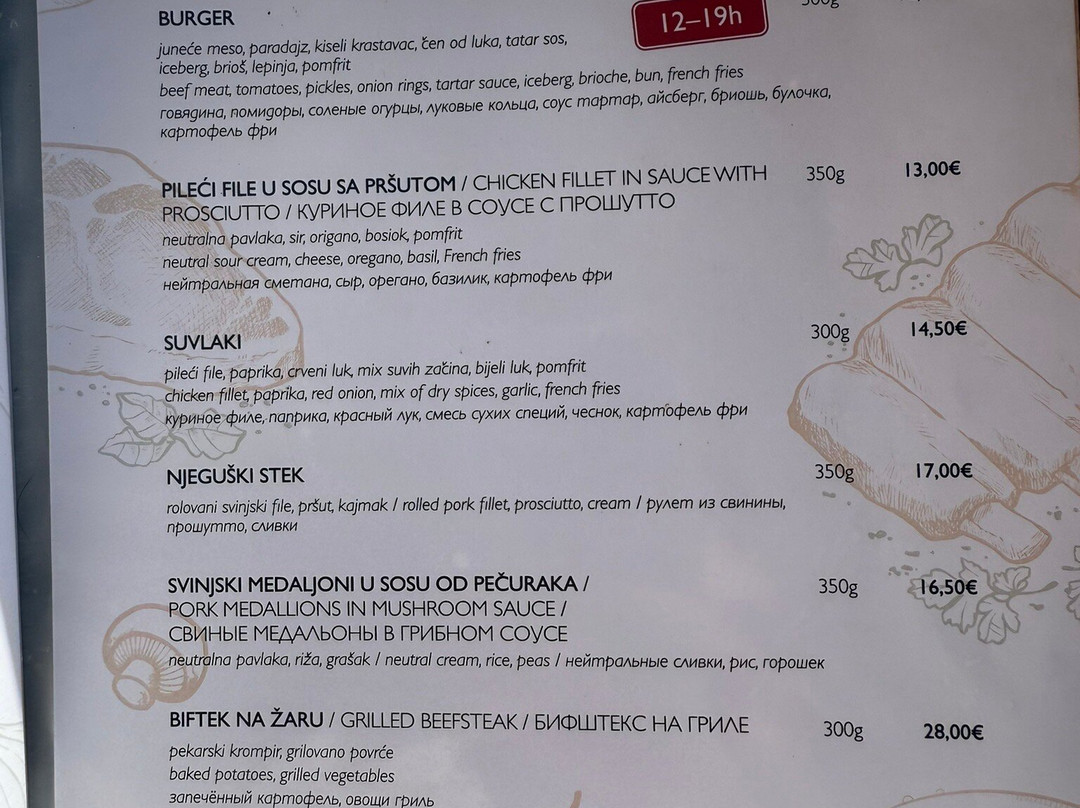 BURGER
12–19h
juneće meso, paradajz, kiseli krastavac, čen od luka, tatar sos,
iceberg, brioš, lepinja, pomfrit
beef meat, tomatoes, pickles, onion rings, tartar sauce, iceberg, brioche, bun, french fries
говядина, помидоры, соленые огурцы, луковые кольца, соус тартар, айсберг, бриошь, булочка,
картофель фри
PILEĆI FILE U SOSU SA PRŠUTOM / CHICKEN FILLET IN SAUCE WITH 350g 13,00€
PROSCIUTTO / КУРИНОЕ ФИЛЕ В СОУСЕ С ПРОШУТТО
neutralna pavlaka, sir, origano, bosiok, pomfrit
neutral sour cream, cheese, oregano, basil, French fries
нейтральная сметана, сыр, орегано, базилик, картофель фри
SUVLAKI 300g 14,50€
pileći file, paprika, crveni luk, mix suvih začina, bijeli luk, pomfrit
chicken fillet, paprika, red onion, mix of dry spices, garlic, french fries
куриное филе, паприка, красный лук, смесь сухих специй, чеснок, картофель фри
NJEGUŠKI STEK 350g 17,00€
rolovani svinjski file, pršut, kajmak / rolled pork fillet, prosciutto, cream / рулет из свинины,
прошутто, сливки
SVINJSKI MEDALJONI U SOSU OD PEČURAKA / 350g 16,50€
PORK MEDALLIONS IN MUSHROOM SAUCE /
СВИНЫЕ МЕДАЛЬОНЫ В ГРИБНОМ СОУСЕ
neutralna pavlaka, riža, grašak / neutral cream, rice, peas / нейтральные сливки, рис, горошек
BIFTEK NA ŽARU / GRILLED BEEFSTEAK / БИФШТЕКС НА ГРИЛЕ 300g 28,00€
pekarski krompir, grilovano povrće
baked potatoes, grilled vegetables
запечённый картофель, овощи гриль